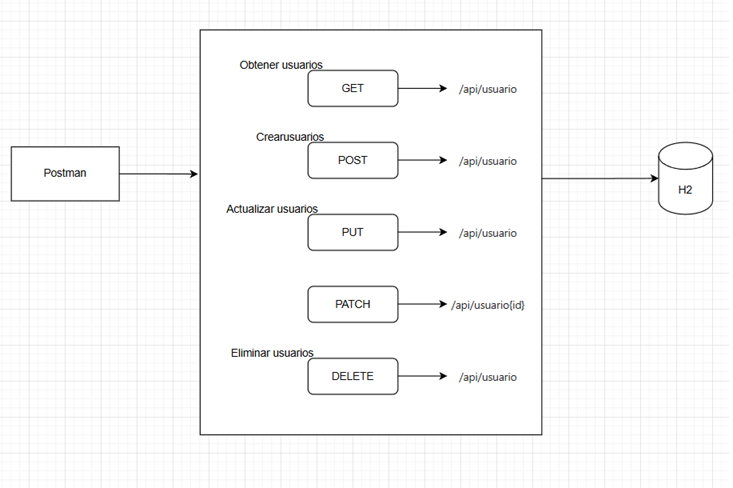 Obtener usuarios
GET
/api/usuario
Crearusuarios
POST
/api/usuario
Postman
H2
Actualizar usuarios
PUT
/api/usuario
PATCH
/api/usuario{id}
Eliminar usuarios
DELETE
/api/usuario